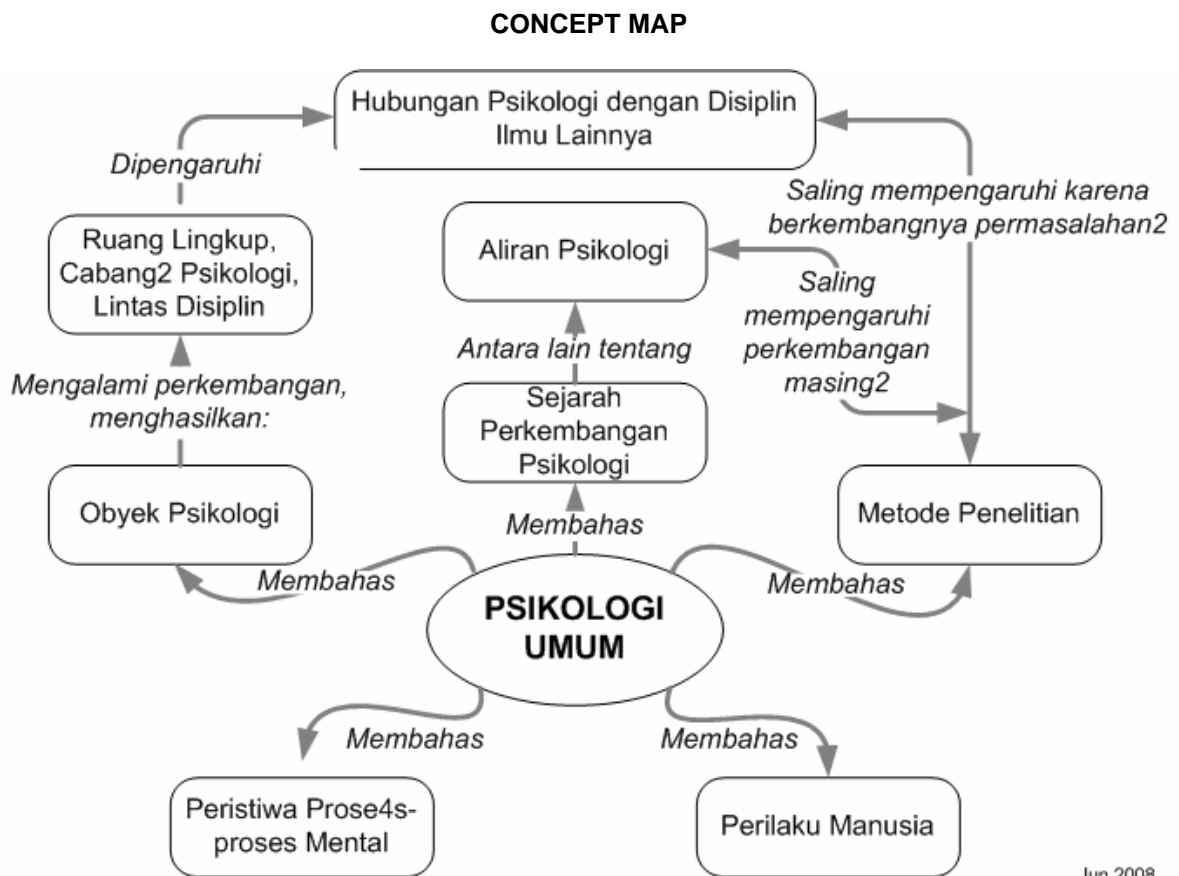 CONCEPT MAP
Hubungan Psikologi dengan Disiplin
Ilmu Lainnya
Dipengaruhi
Saling mempengaruhi karena
berkembangnya permasalahan2
Ruang Lingkup,
Cabang2 Psikologi,
Lintas Disiplin
Aliran Psikologi
Saling
mempengaruhi
perkembangan
masing2
Antara lain tentang
Mengalami perkembangan,
menghasilkan:
Sejarah
Perkembangan
Psikologi
Obyek Psikologi
Metode Penelitian
Membahas
Membahas
Membahas
PSIKOLOGI
UMUM
Membahas
Membahas
Peristiwa Prose4s-
proses Mental
Perilaku Manusia
Jun 2008